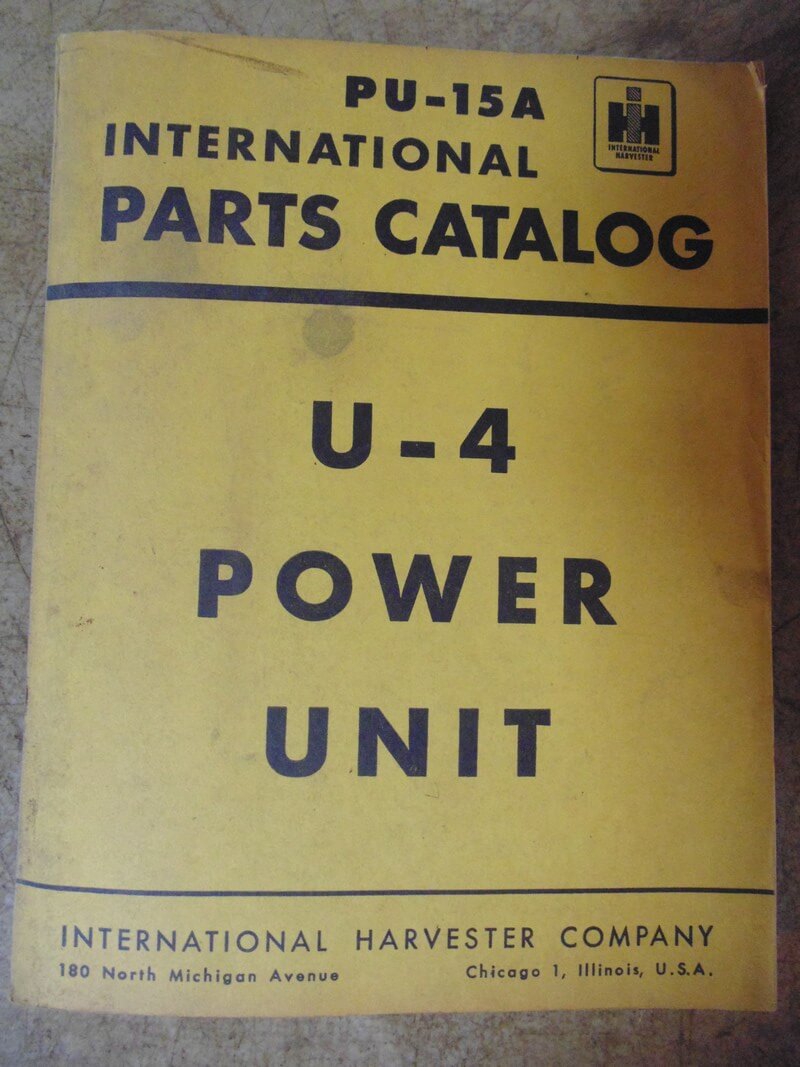 PU-15A
INTERNATIONAL
PARTS CATALOG
IH
INTERNATIONAL
HARVESTER
U-4
POWER
UNIT
INTERNATIONAL HARVESTER COMPANY
180 North Michigan Avenue Chicago 1, Illinois, U.S.A.